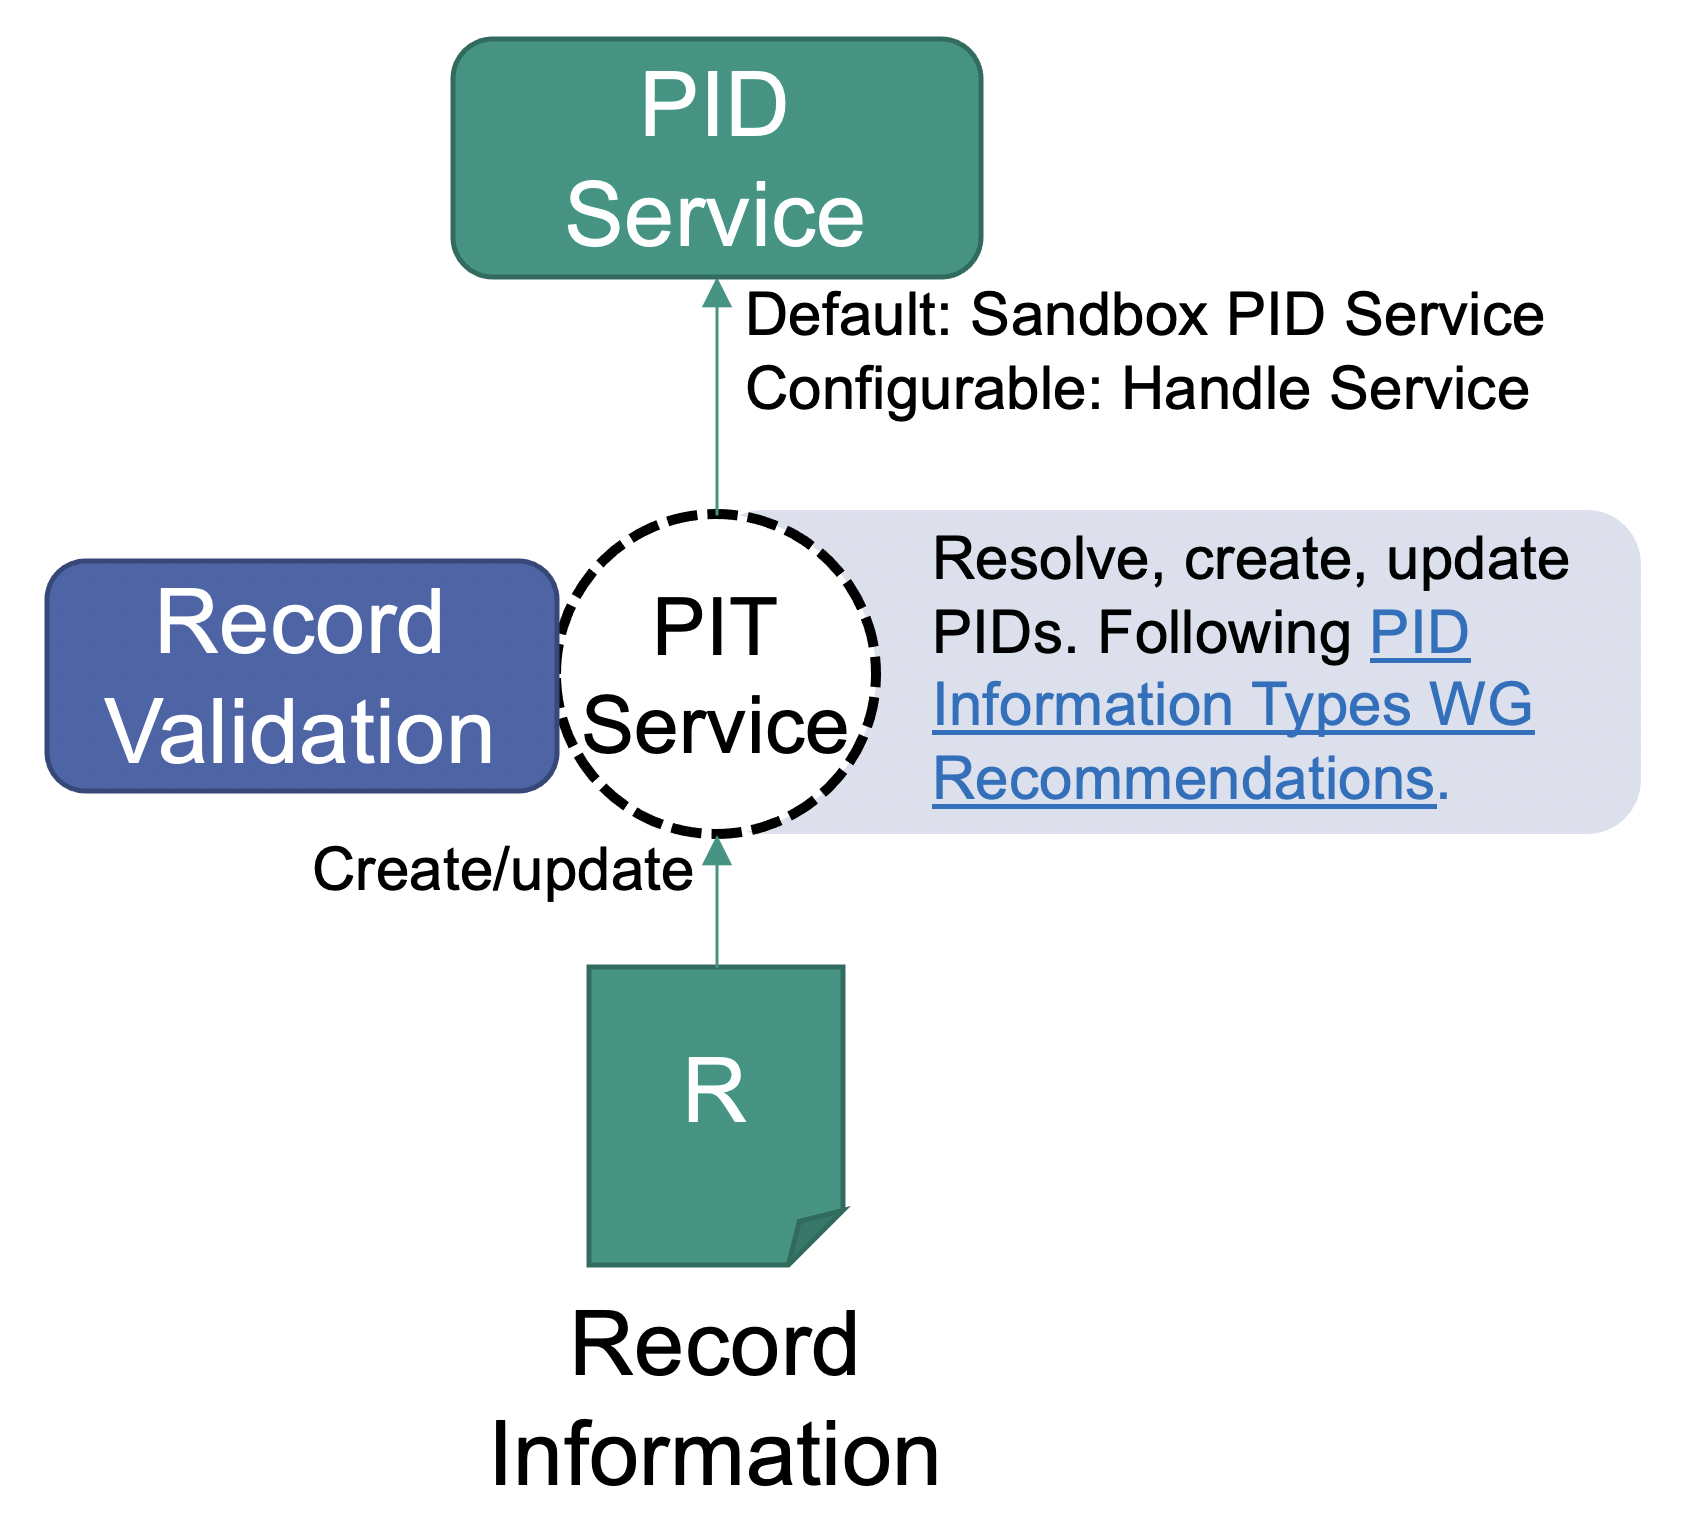 PID
Service
Default: Sandbox PID Service
Configurable: Handle Service
Record
Validation
PIT
Service
Resolve, create, update
PIDs. Following PID
Information Types WG
Recommendations.
Create/update
R
Record
Information